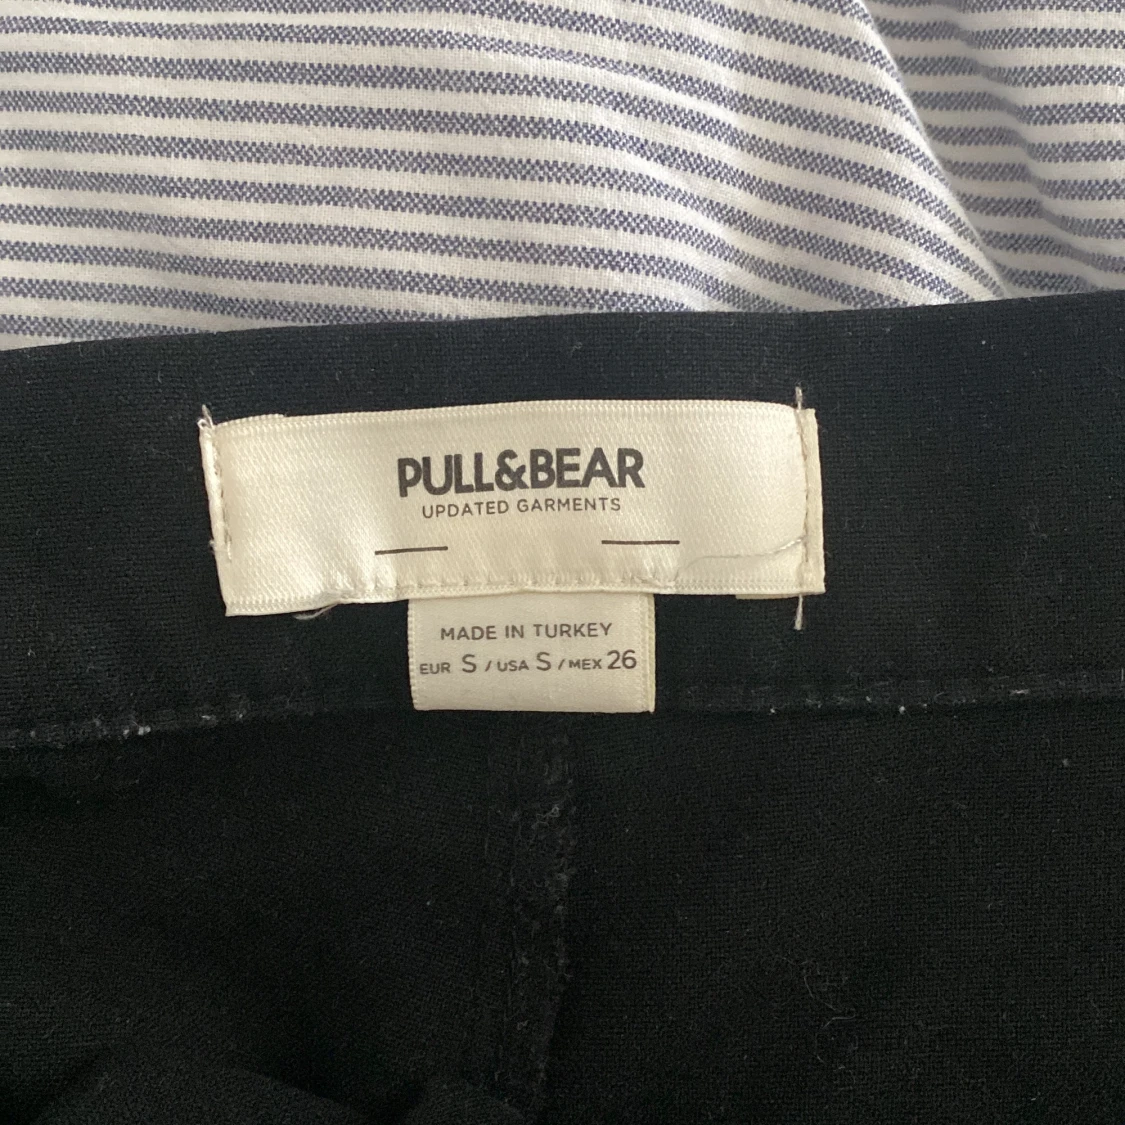 PULL&BEAR
UPDATED GARMENTS
MADE IN TURKEY
EUR S / USA S / MEX 26